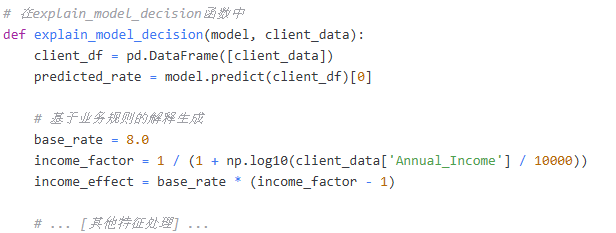 # 在explain_model_decision函数中
def explain_model_decision(model, client_data):
    client_df = pd.DataFrame([client_data])
    predicted_rate = model.predict(client_df)[0]

    # 基于业务规则的解释生成
    base_rate = 8.0
    income_factor = 1 / (1 + np.log10(client_data['Annual_Income'] / 10000))
    income_effect = base_rate * (income_factor - 1)

    # ... [其他特征处理] ...